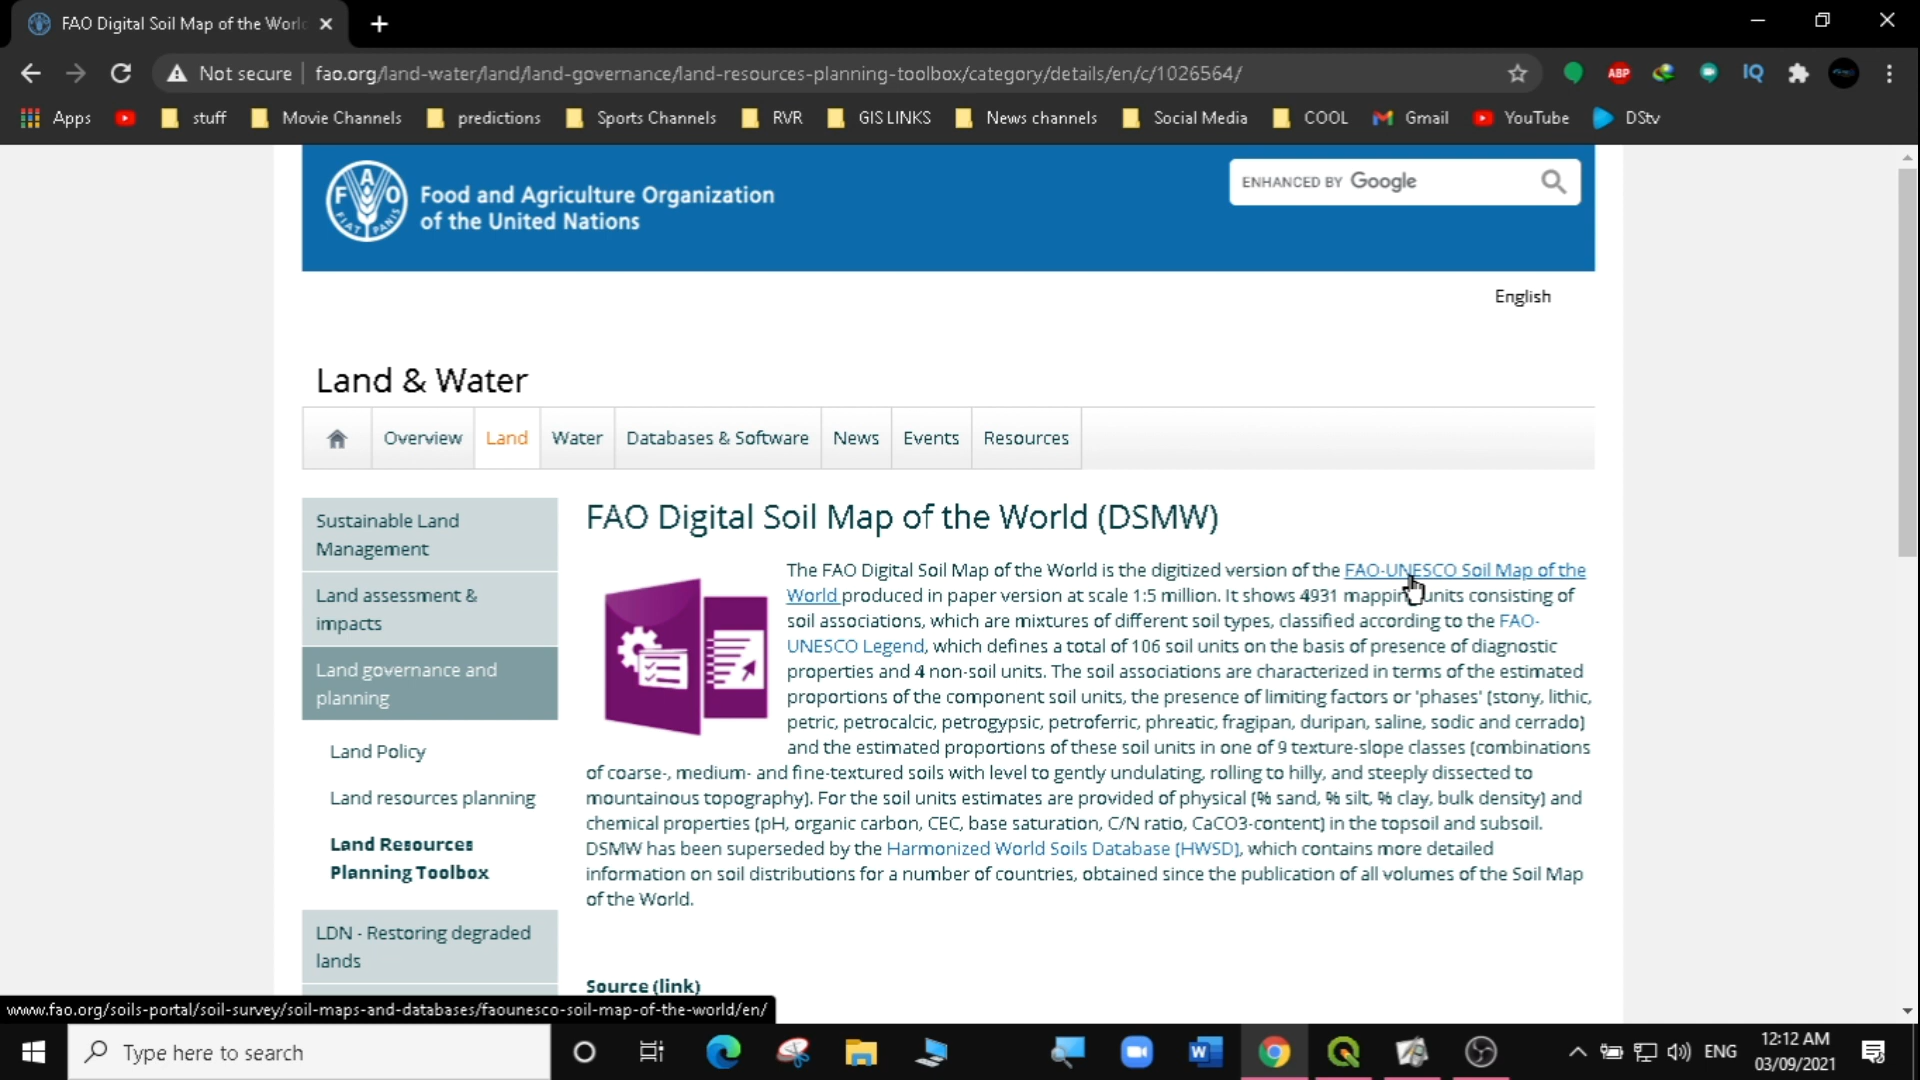 FAO Digital Soil Map of the Worl
Not secure fao.org/land-water/land/land-governance/land-resources-planning-toolbox/category/details/en/c/1026564/
ABP IQ
Apps stuff Movie Channels predictions Sports Channels RVR GIS LINKS News channels Social Media COOL Gmail YouTube DStv
FAO
FIAT PANIS
Food and Agriculture Organization
of the United Nations
ENHANCED BY Google
English
Land & Water
Overview Land Water Databases & Software News Events Resources
Sustainable Land
Management
Land assessment &
impacts
Land governance and
planning
Land Policy
Land resources planning
Land Resources
Planning Toolbox
LDN - Restoring degraded
lands
FAO Digital Soil Map of the World (DSMW)
The FAO Digital Soil Map of the World is the digitized version of the FAO-UNESCO Soil Map of the
World produced in paper version at scale 1:5 million. It shows 4931 mapping units consisting of
soil associations, which are mixtures of different soil types, classified according to the FAO-
UNESCO Legend, which defines a total of 106 soil units on the basis of presence of diagnostic
properties and 4 non-soil units. The soil associations are characterized in terms of the estimated
proportions of the component soil units, the presence of limiting factors or 'phases' (stony, lithic,
petric, petrocalcic, petrogypsic, petroferric, phreatic, fragipan, duripan, saline, sodic and cerrado)
and the estimated proportions of these soil units in one of 9 texture-slope classes (combinations
of coarse-, medium- and fine-textured soils with level to gently undulating, rolling to hilly, and steeply dissected to
mountainous topography). For the soil units estimates are provided of physical (% sand, % silt, % clay, bulk density) and
chemical properties (pH, organic carbon, CEC, base saturation, C/N ratio, CaCO3-content) in the topsoil and subsoil.
DSMW has been superseded by the Harmonized World Soils Database (HWSD), which contains more detailed
information on soil distributions for a number of countries, obtained since the publication of all volumes of the Soil Map
of the World.
Source (link)
www.fao.org/soils-portal/soil-survey/soil-maps-and-databases/faounesco-soil-map-of-the-world/en/
Type here to search
ENG
12:12 AM
03/09/2021